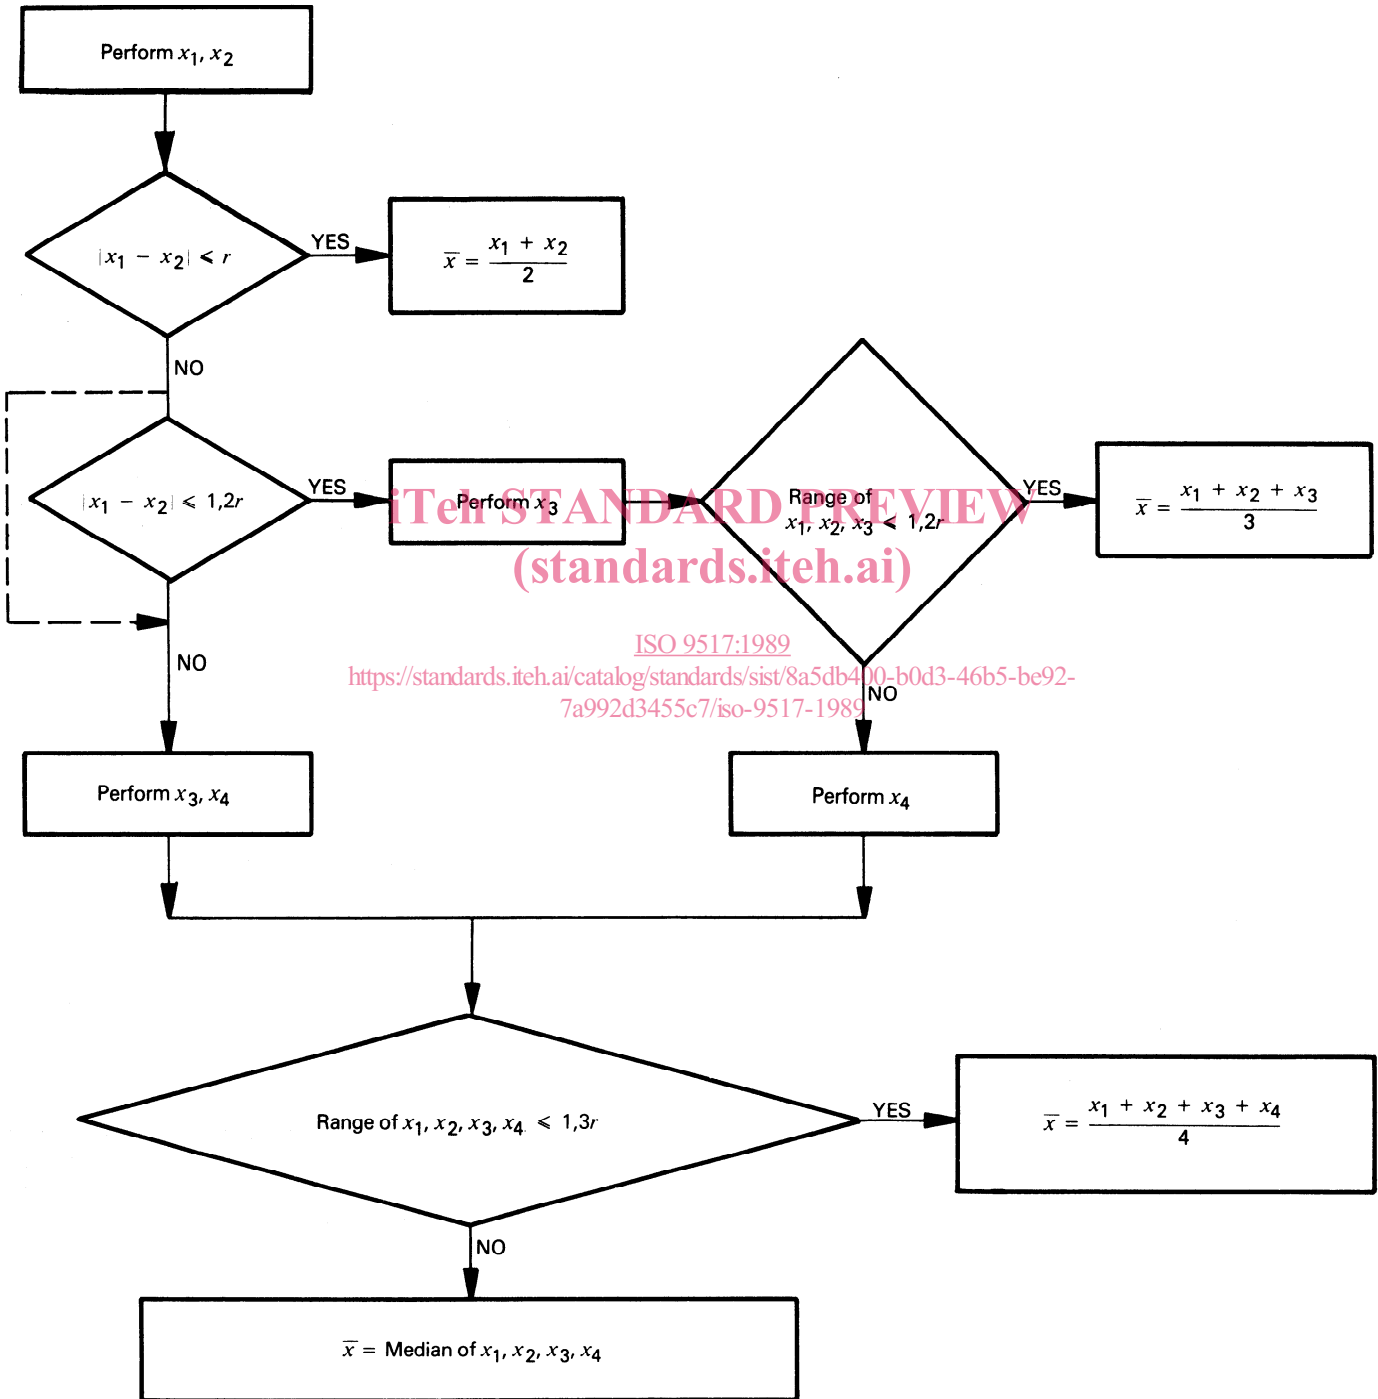 Perform x1, x2
|x1 − x2| ⩽ r
YES
x̅ = (x1 + x2) / 2
NO
|x1 − x2| ⩽ 1,2r
YES
Perform x3
Range of
x1, x2, x3 ⩽ 1,2r
YES
x̅ = (x1 + x2 + x3) / 3
iTeh STANDARD PREVIEW
(standards.iteh.ai)
ISO 9517:1989
https://standards.iteh.ai/catalog/standards/sist/8a5db400-b0d3-46b5-be92-
7a992d3455c7/iso-9517-1989
NO
NO
Perform x3, x4
Perform x4
Range of x1, x2, x3, x4 ⩽ 1,3r
YES
x̅ = (x1 + x2 + x3 + x4) / 4
NO
x̅ = Median of x1, x2, x3, x4